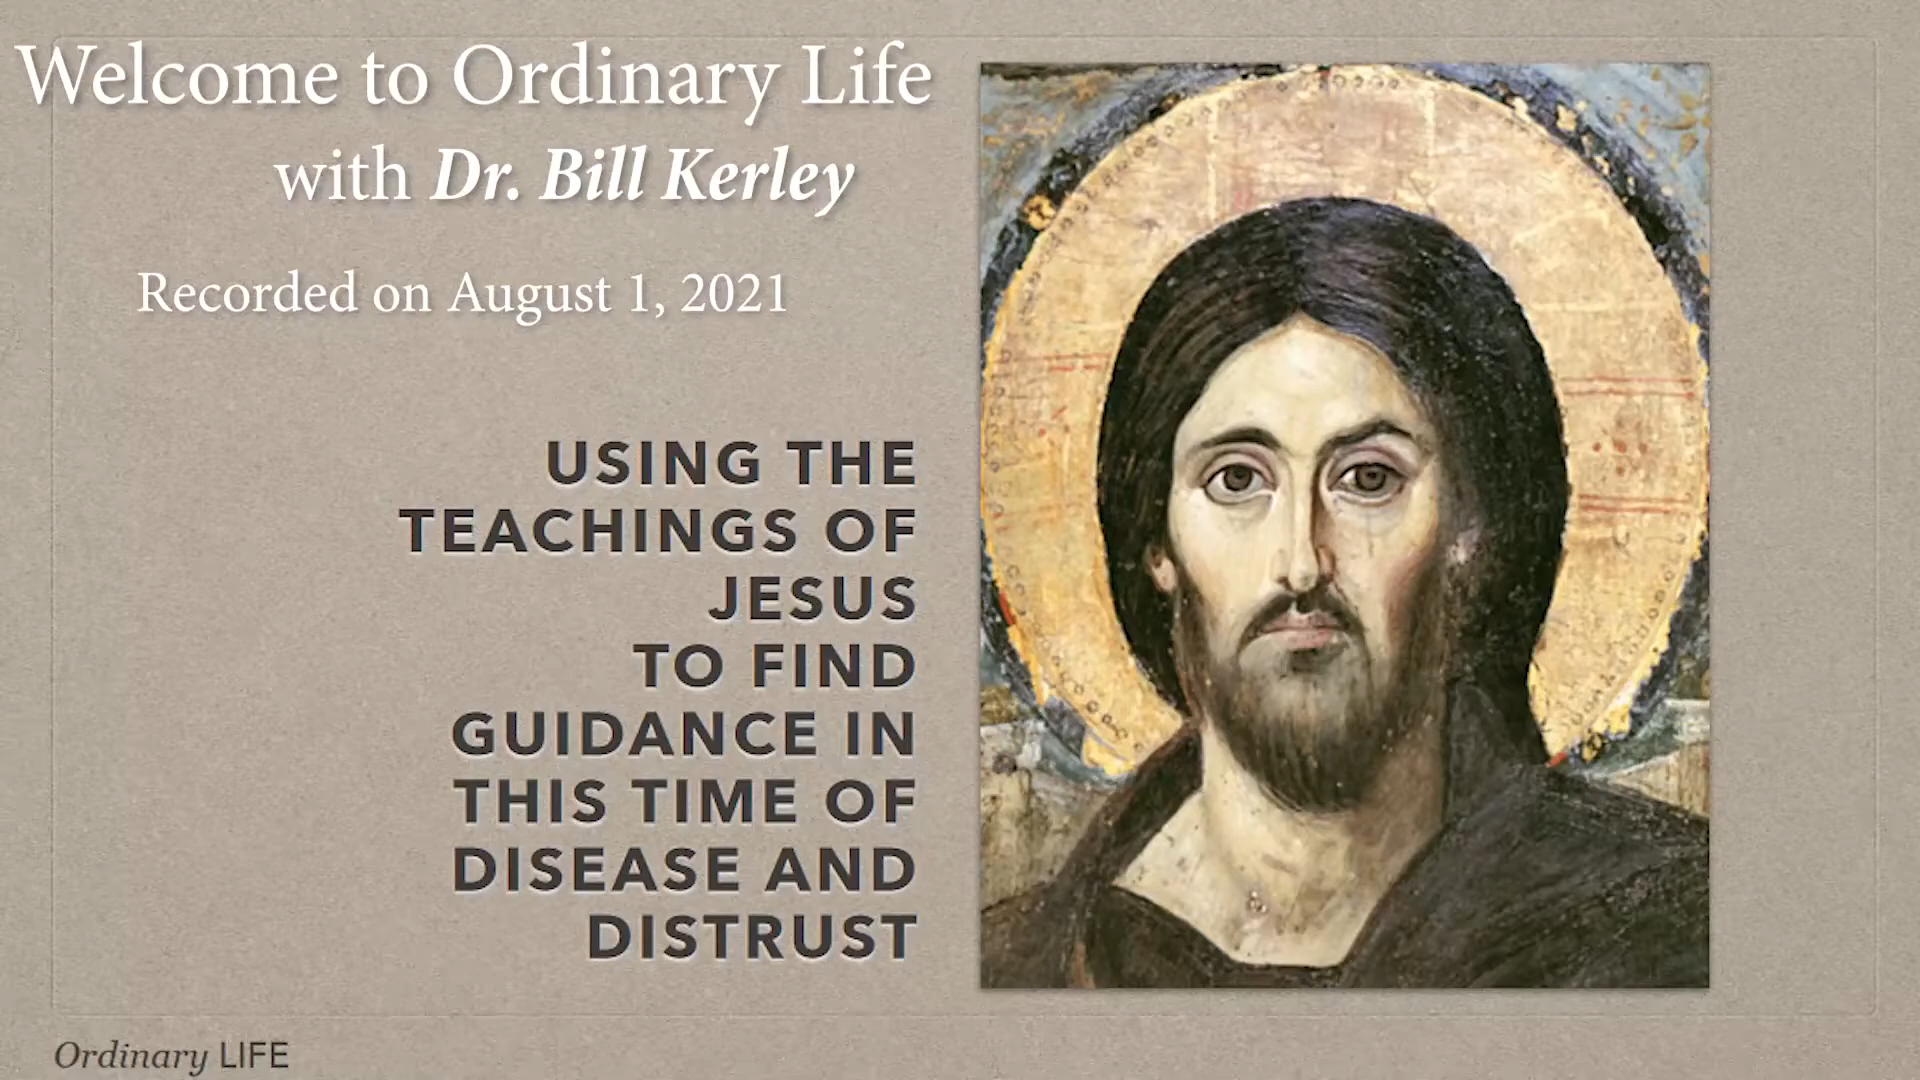 Welcome to Ordinary Life
with Dr. Bill Kerley
Recorded on August 1, 2021
USING THE
TEACHINGS OF
JESUS
TO FIND
GUIDANCE IN
THIS TIME OF
DISEASE AND
DISTRUST
Ordinary LIFE